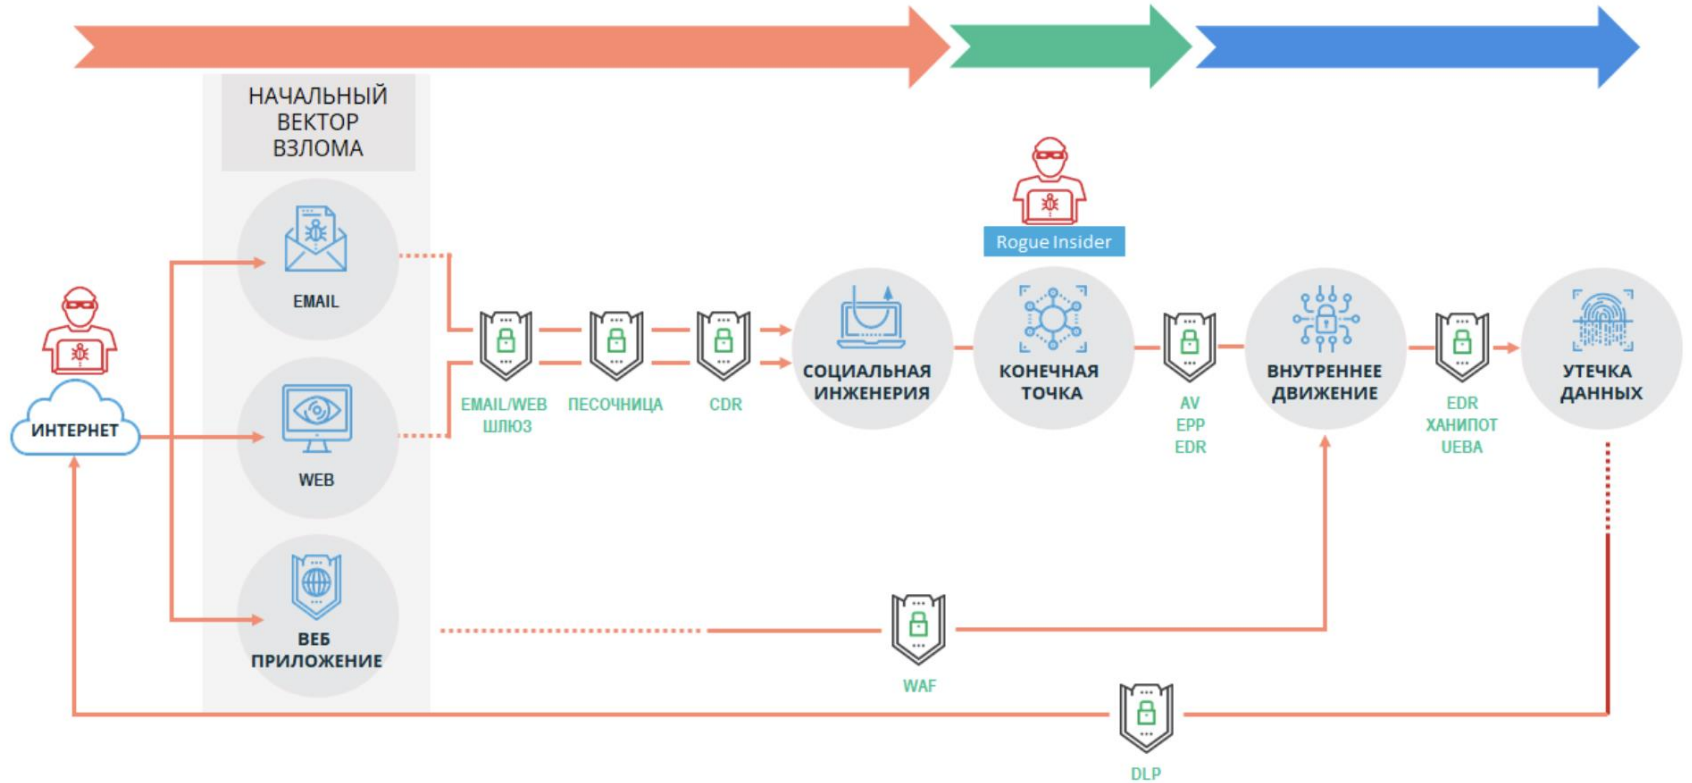 НАЧАЛЬНЫЙ
ВЕКТОР
ВЗЛОМА
Rogue Insider
EMAIL
ИНТЕРНЕТ
WEB
ВЕБ
ПРИЛОЖЕНИЕ
EMAIL/WEB
ШЛЮЗ
ПЕСОЧНИЦА
CDR
СОЦИАЛЬНАЯ
ИНЖЕНЕРИЯ
КОНЕЧНАЯ
ТОЧКА
AV
EPP
EDR
ВНУТРЕННЕЕ
ДВИЖЕНИЕ
EDR
ХАНИПОТ
UEBA
УТЕЧКА
ДАННЫХ
WAF
DLP